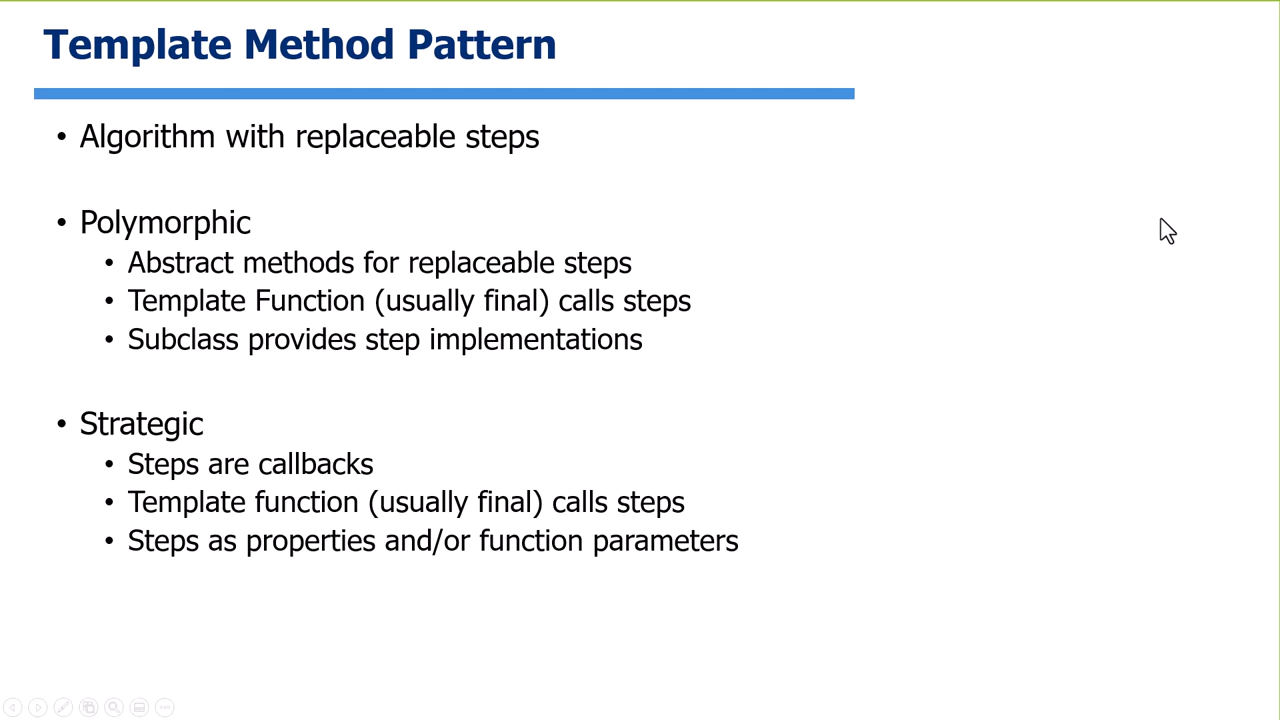 Template Method Pattern
• Algorithm with replaceable steps
• Polymorphic
• Abstract methods for replaceable steps
• Template Function (usually final) calls steps
• Subclass provides step implementations
• Strategic
• Steps are callbacks
• Template function (usually final) calls steps
• Steps as properties and/or function parameters